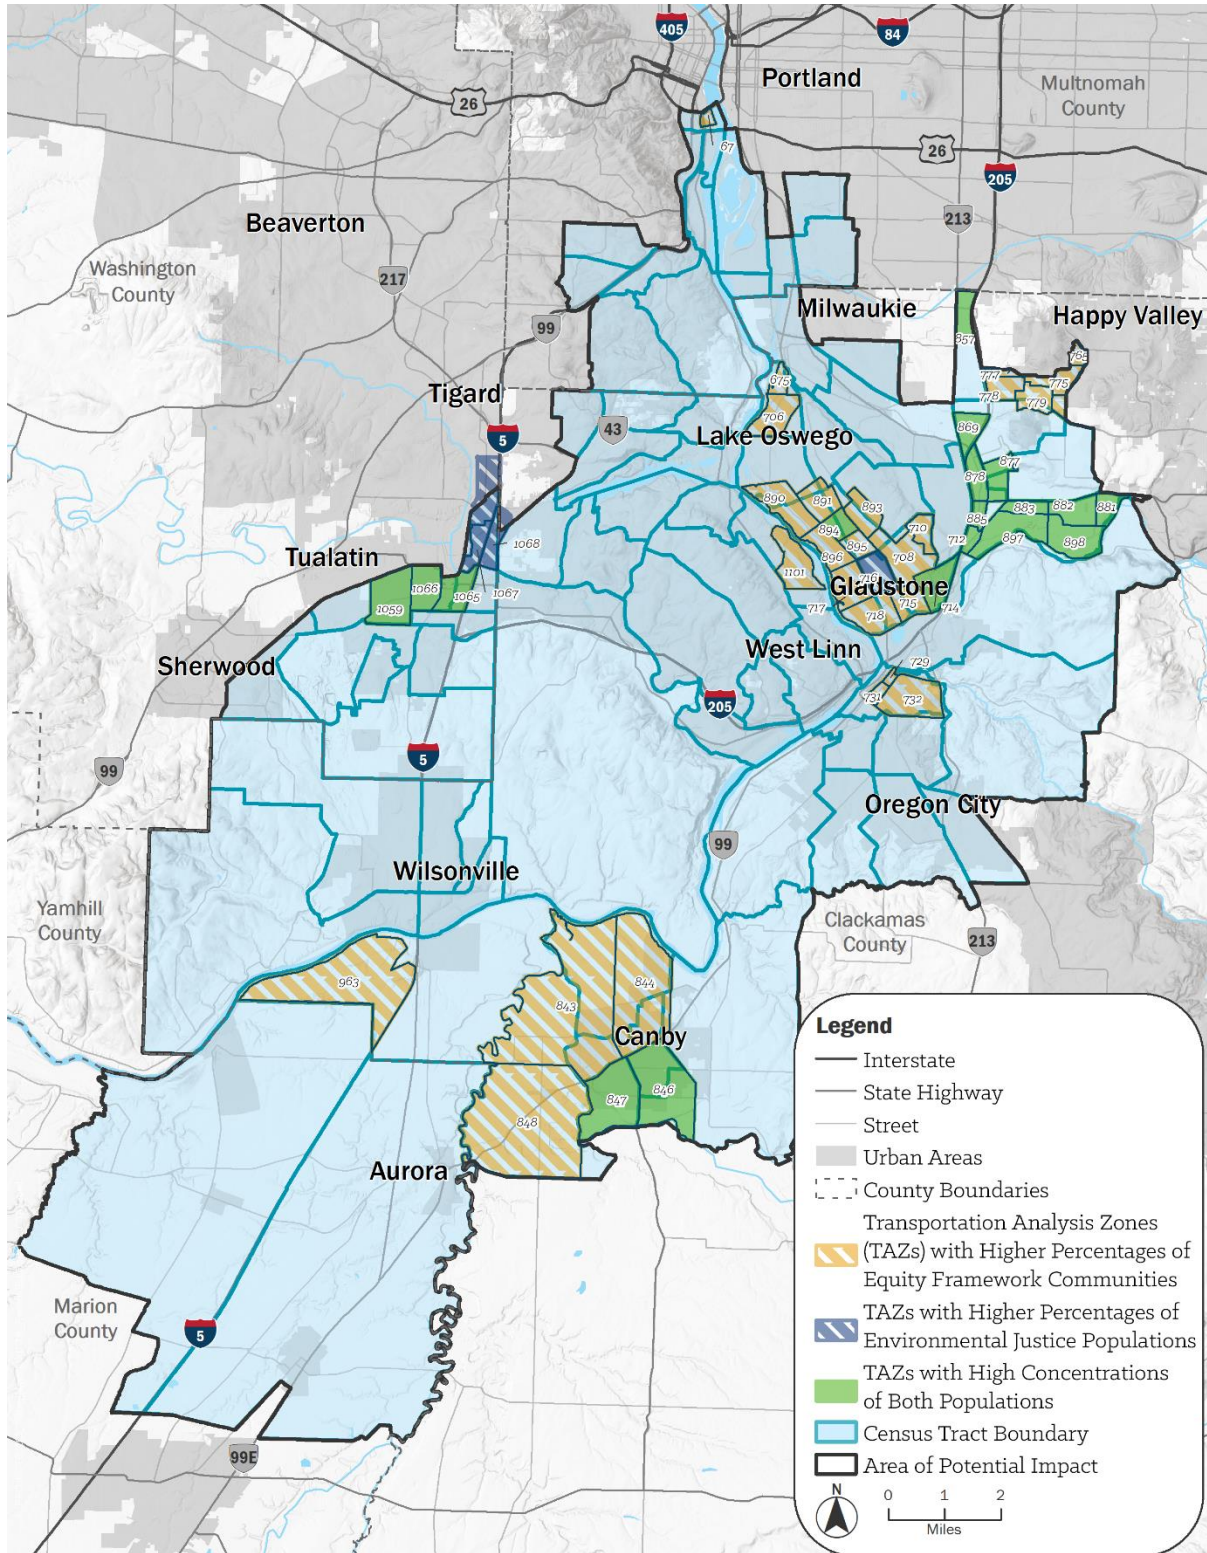 405
84
Portland
Multnomah
County
26
67
26
205
Beaverton
213
Washington
County
217
Milwaukie
Happy Valley
99
857
765
Tigard
675
777
775
778
779
706
43
Lake Oswego
869
5
877
878
890
891
893
883
882
881
894
710
885
1068
895
712
897
898
Tualatin
896
708
1101
716
1066
Gladstone
1065
1067
1059
717
718
715
714
West Linn
729
Sherwood
731
732
205
5
99
Oregon City
99
Wilsonville
Yamhill
County
Clackamas
County
213
963
843
844
Canby
847
846
848
Aurora
Marion
County
5
99E
Legend
Interstate
State Highway
Street
Urban Areas
County Boundaries
Transportation Analysis Zones
(TAZs) with Higher Percentages of
Equity Framework Communities
TAZs with Higher Percentages of
Environmental Justice Populations
TAZs with High Concentrations
of Both Populations
Census Tract Boundary
Area of Potential Impact
N
0 1 2
Miles